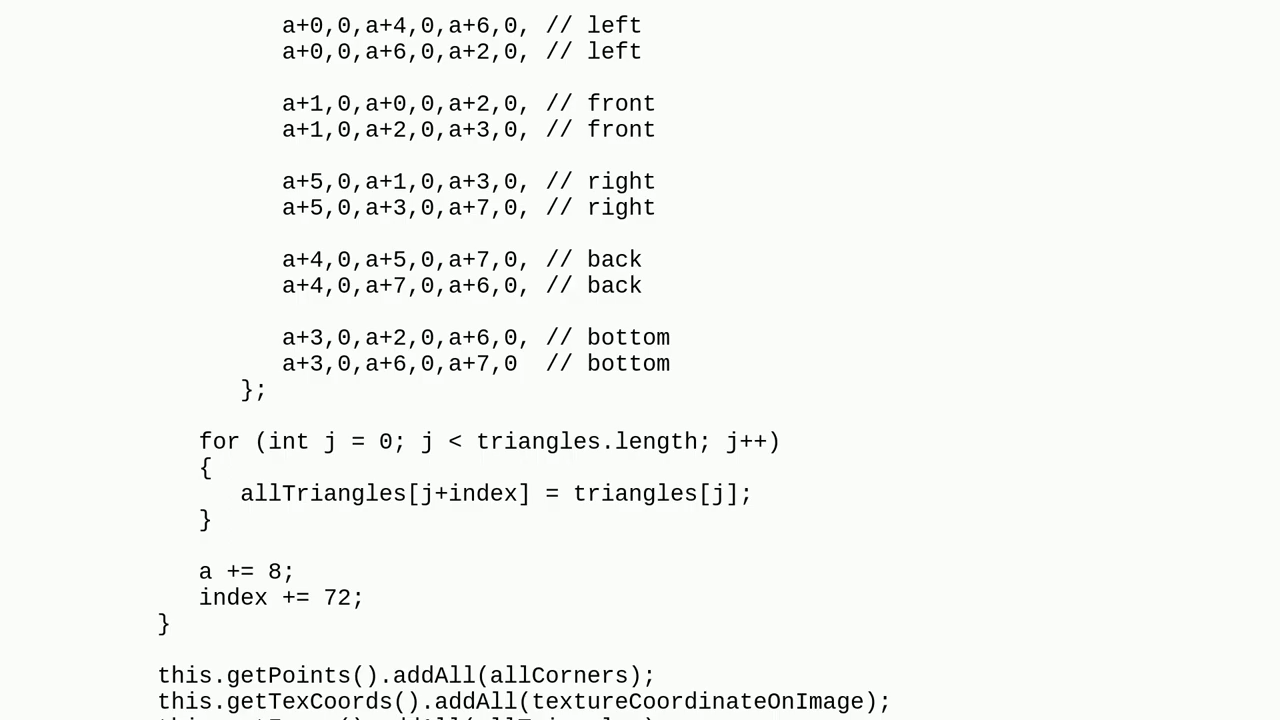 a+0,0,a+4,0,a+6,0, // left
a+0,0,a+6,0,a+2,0, // left
a+1,0,a+0,0,a+2,0, // front
a+1,0,a+2,0,a+3,0, // front
a+5,0,a+1,0,a+3,0, // right
a+5,0,a+3,0,a+7,0, // right
a+4,0,a+5,0,a+7,0, // back
a+4,0,a+7,0,a+6,0, // back
a+3,0,a+2,0,a+6,0, // bottom
a+3,0,a+6,0,a+7,0  // bottom
};
for (int j = 0; j < triangles.length; j++)
{
allTriangles[j+index] = triangles[j];
}
a += 8;
index += 72;
}
this.getPoints().addAll(allCorners);
this.getTexCoords().addAll(textureCoordinateOnImage);